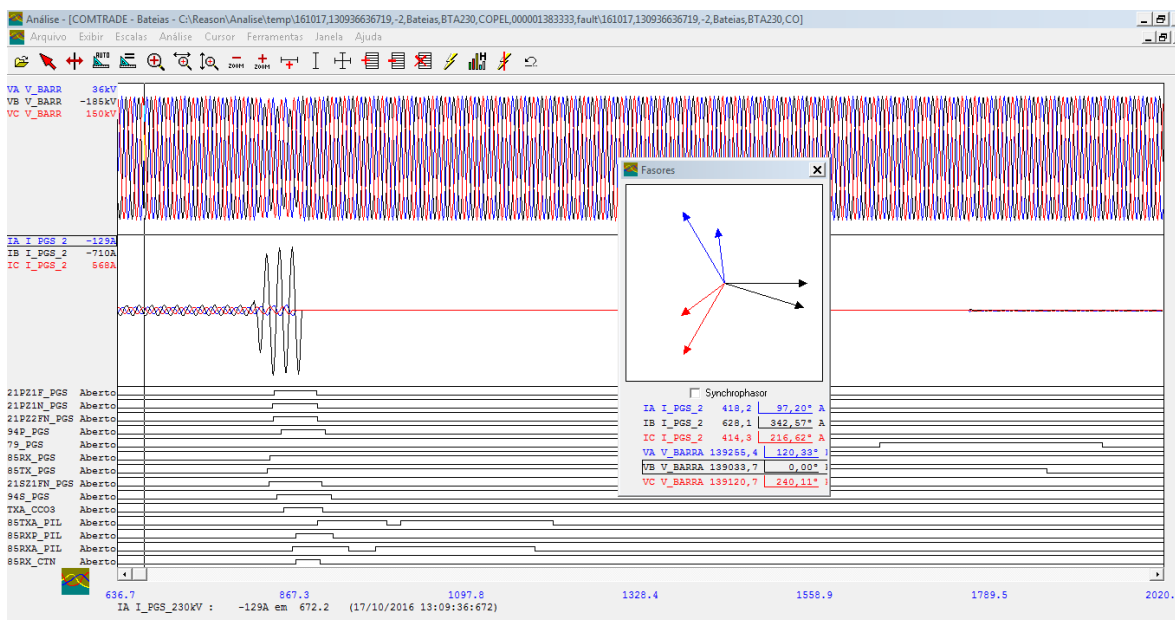 Análise - [COMTRADE - Bateias - C:\Reason\Analise\temp\161017,130936636719,-2,Bateias,BTA230,COPEL,000001383333,fault\161017,130936636719,-2,Bateias,BTA230,CO]
Arquivo Exibir Escalas Análise Cursor Ferramentas Janela Ajuda
AUTO ZOOM ZOOM H
VA V_BARR 36kV
VB V_BARR -185kV
VC V_BARR 150kV
IA I_PGS_2 -129A
IB I_PGS_2 -710A
IC I_PGS_2 568A
Fasores
Synchrophasor
IA I_PGS_2 418,2 97,20° A
IB I_PGS_2 628,1 342,57° A
IC I_PGS_2 414,3 216,62° A
VA V_BARRA 139255,4 120,33°
VB V_BARRA 139033,7 0,00°
VC V_BARRA 139120,7 240,11°
21PZ1F_PGS Aberto
21PZ1N_PGS Aberto
21PZ2FN_PGS Aberto
94P_PGS Aberto
79_PGS Aberto
85RX_PGS Aberto
85TX_PGS Aberto
21SZ1FN_PGS Aberto
94S_PGS Aberto
TXA_CCO3 Aberto
85TXA_PIL Aberto
85RXP_PIL Aberto
85RXA_PIL Aberto
85RX_CTN Aberto
636.7 867.3 1097.8 1328.4 1558.9 1789.5 2020.
IA I_PGS_230kV : -129A em 672.2 (17/10/2016 13:09:36:672)